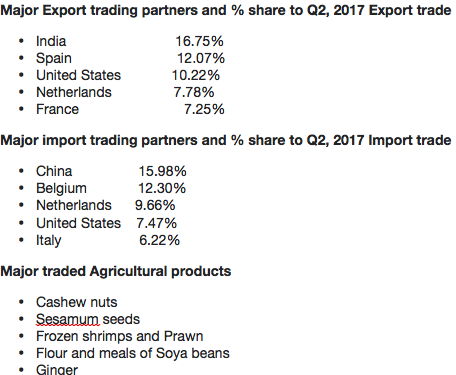 Major Export trading partners and % share to Q2, 2017 Export trade
• India 16.75%
• Spain 12.07%
• United States 10.22%
• Netherlands 7.78%
• France 7.25%
Major import trading partners and % share to Q2, 2017 Import trade
• China 15.98%
• Belgium 12.30%
• Netherlands 9.66%
• United States 7.47%
• Italy 6.22%
Major traded Agricultural products
• Cashew nuts
• Sesamum seeds
• Frozen shrimps and Prawn
• Flour and meals of Soya beans
• Ginger